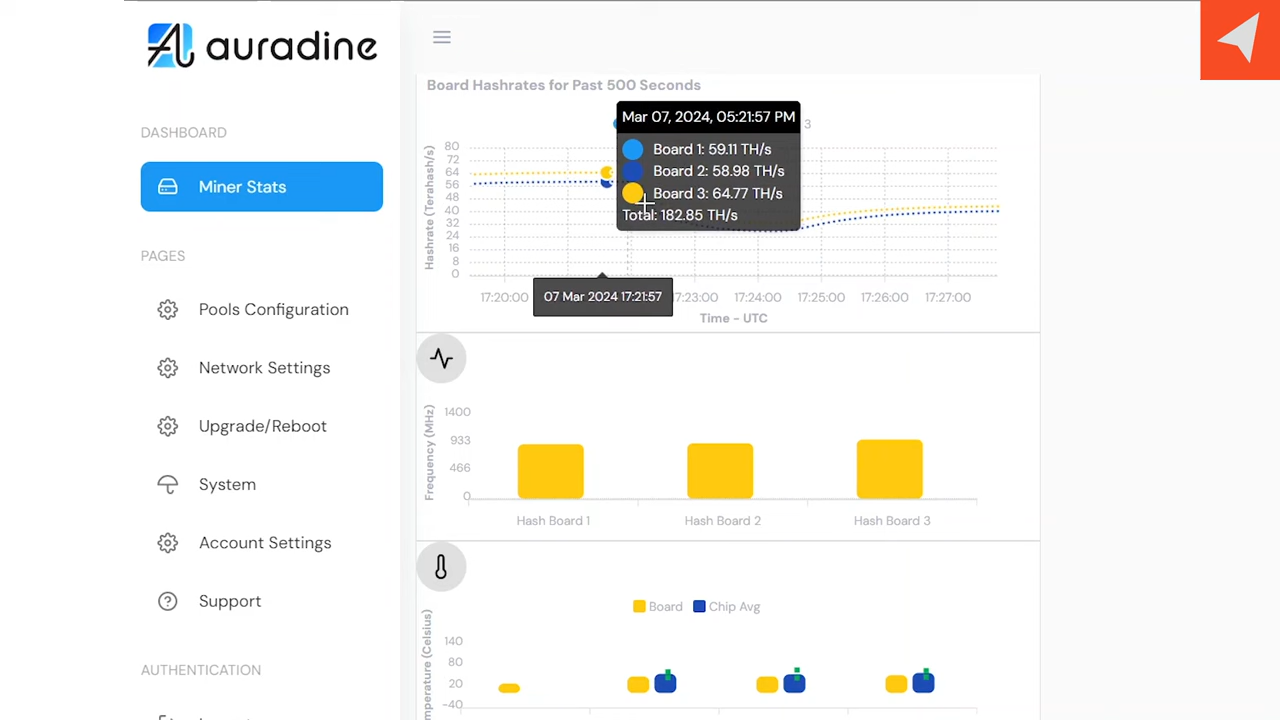 auradine
DASHBOARD
Miner Stats
PAGES
Pools Configuration
Network Settings
Upgrade/Reboot
System
Account Settings
Support
AUTHENTICATION
Board Hashrates for Past 500 Seconds
3
Mar 07, 2024, 05:21:57 PM
Board 1: 59.11 TH/s
Board 2: 58.98 TH/s
Board 3: 64.77 TH/s
Total: 182.85 TH/s
Hashrate (Terahash/s)
80
72
64
56
48
40
32
24
16
8
0
17:20:00
07 Mar 2024 17:21:57
17:23:00
17:24:00
17:25:00
17:26:00
17:27:00
Time - UTC
Frequency (MHz)
1400
933
466
0
Hash Board 1
Hash Board 2
Hash Board 3
Board
Chip Avg
mperature (Celsius)
140
80
20
-40